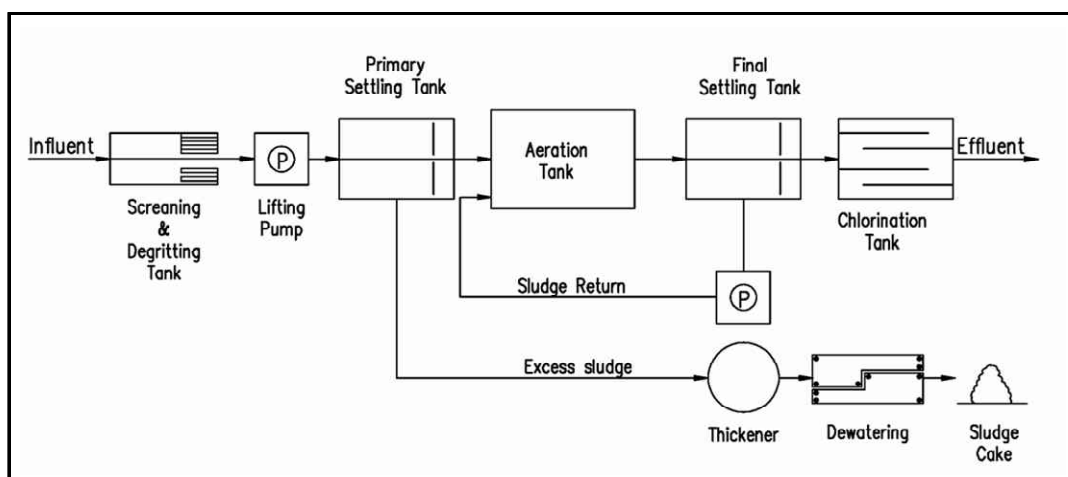 Primary
Settling Tank
Final
Settling Tank
Influent
P
Aeration
Tank
Effluent
Screaning
&
Degritting
Tank
Lifting
Pump
Chlorination
Tank
Sludge Return
P
Excess sludge
Thickener
Dewatering
Sludge
Cake